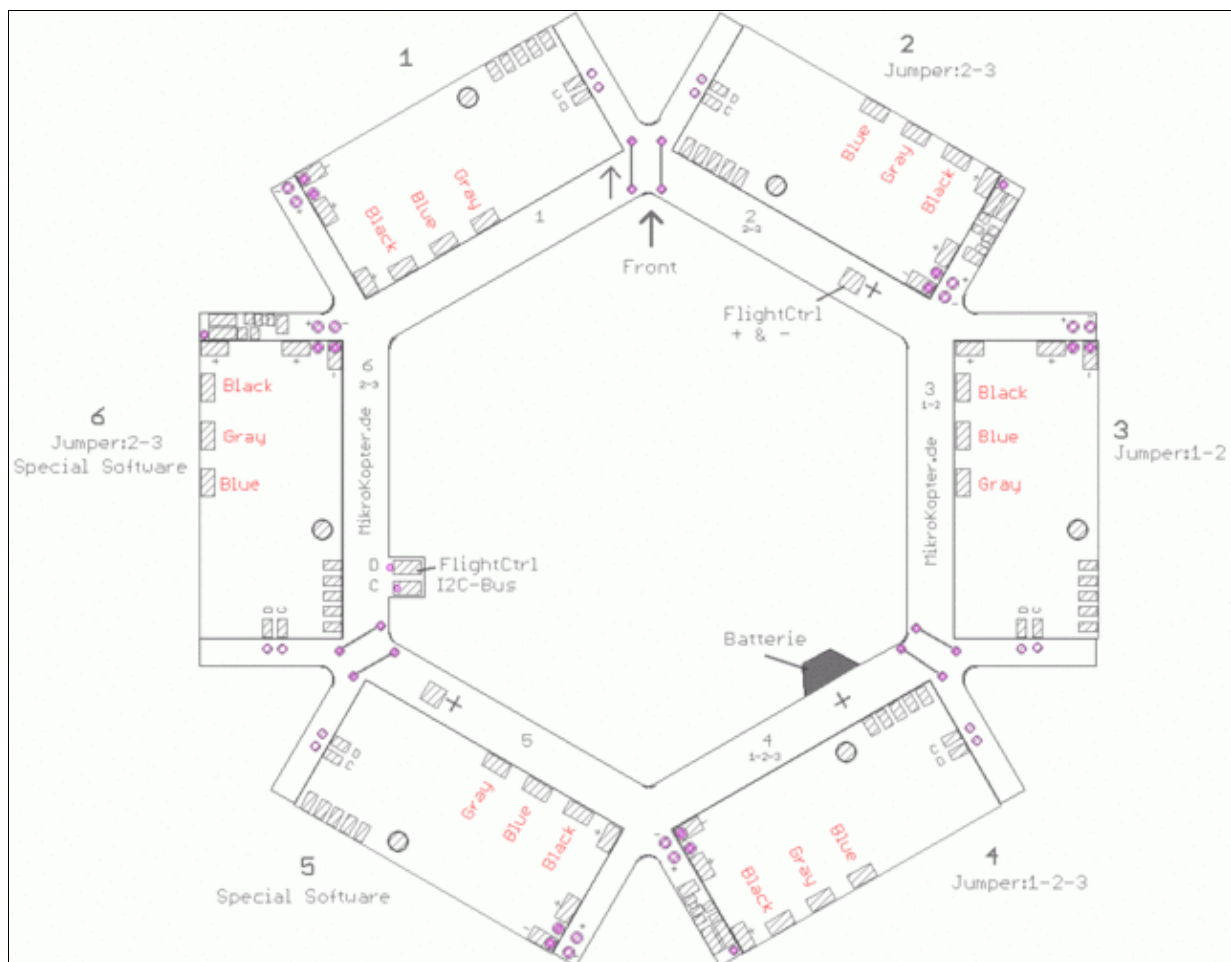 1
2
Jumper:2-3
C
D
D
C
Blue
Gray
Black
Gray
Blue
Black
1
2
2-3
Front
FlightCtrl
+ & -
6
2-3
MikroKopter.de
3
1-2
MikroKopter.de
Black
Gray
Blue
6
Jumper:2-3
Special Software
Black
Blue
Gray
3
Jumper:1-2
D
C
FlightCtrl
I2C-Bus
D
C
D
C
Batterie
5
4
1-2-3
D
C
C
D
Gray
Blue
Black
Blue
Gray
Black
5
Special Software
4
Jumper:1-2-3